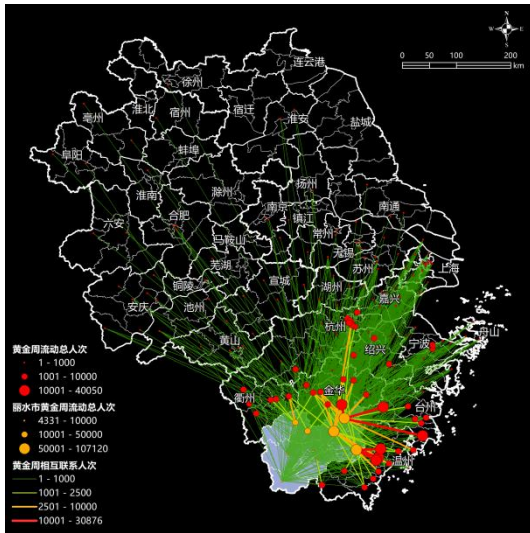 N
W E
S
0 50 100 200
km
连云港
徐州
亳州
淮北
宿州
宿迁
淮安
盐城
阜阳
蚌埠
淮南
滁州
扬州
合肥
南京
镇江
南通
六安
马鞍山
常州
无锡
芜湖
苏州
上海
铜陵
宣城
湖州
安庆
池州
嘉兴
杭州
舟山
黄山
绍兴
宁波
衢州
金华
台州
温州
黄金周流动总人次
1 - 1000
1001 - 10000
10001 - 40050
丽水市黄金周流动总人次
4331 - 10000
10001 - 50000
50001 - 107120
黄金周相互联系人次
1 - 1000
1001 - 2500
2501 - 10000
10001 - 30876